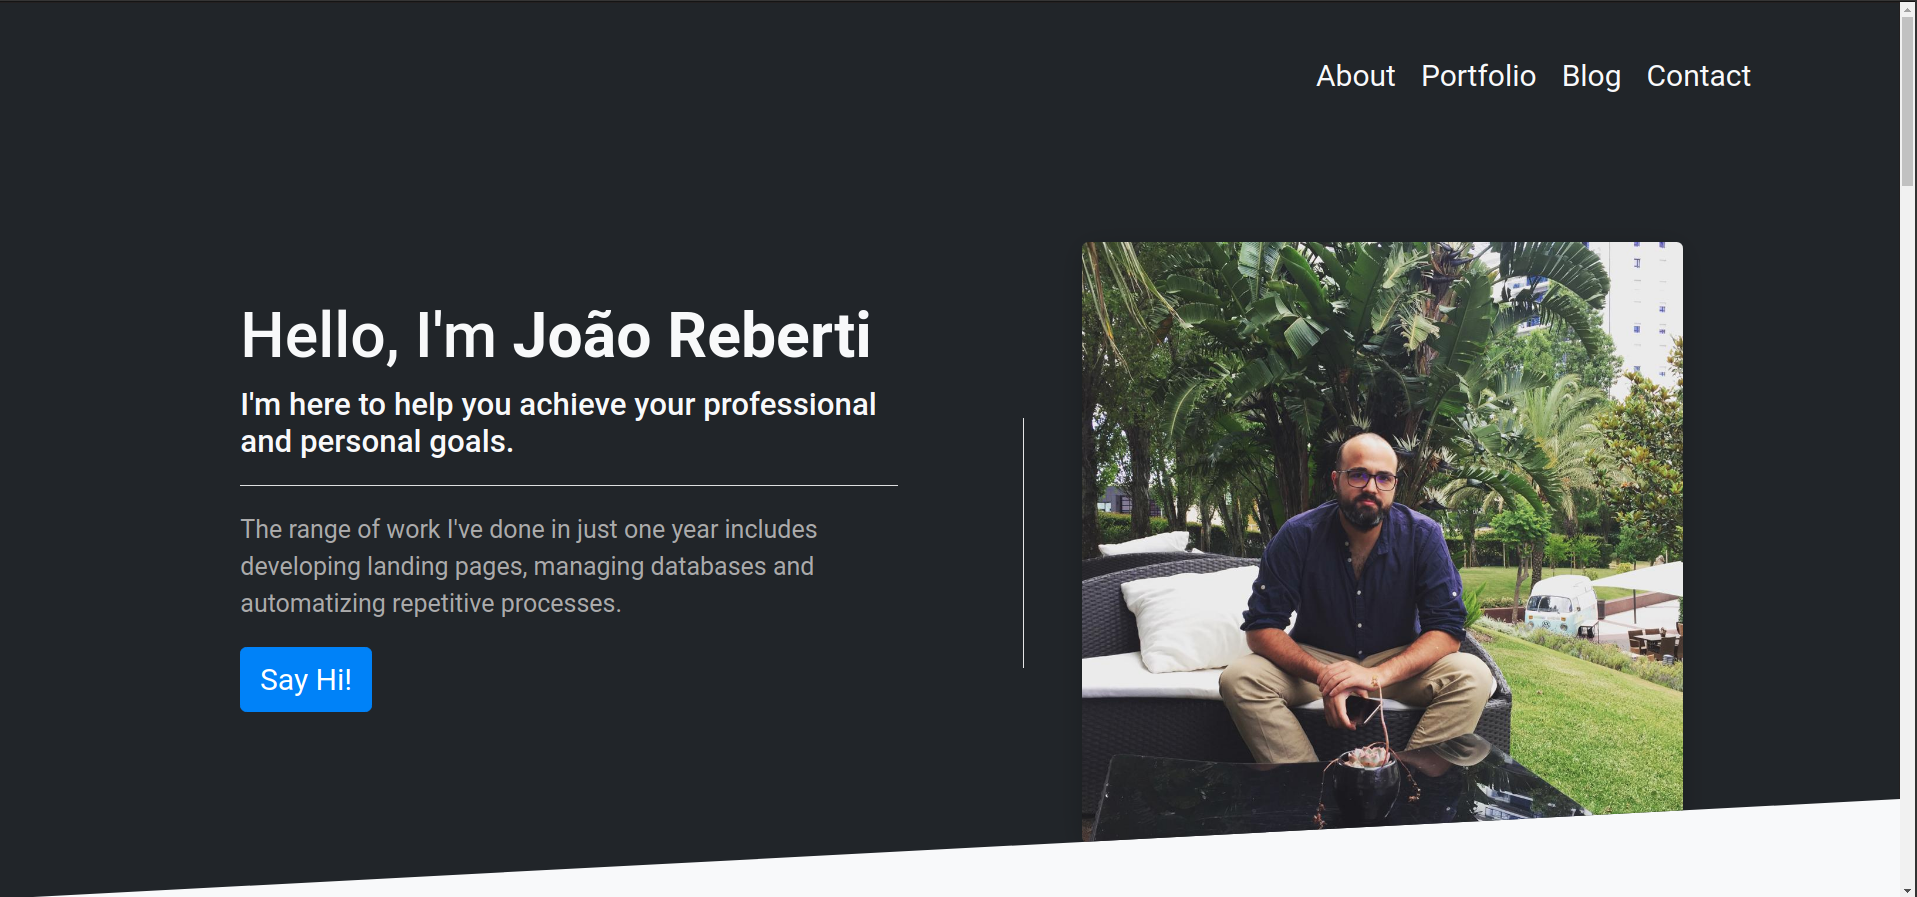 About Portfolio Blog Contact
Hello, I'm João Reberti
I'm here to help you achieve your professional
and personal goals.
The range of work I've done in just one year includes
developing landing pages, managing databases and
automatizing repetitive processes.
Say Hi!